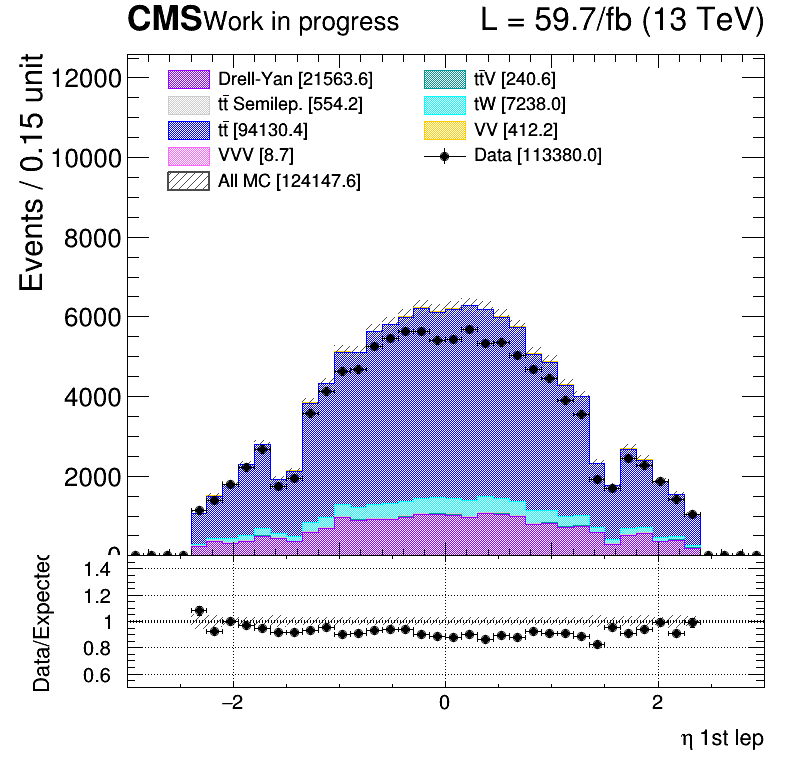 CMS Work in progress L = 59.7/fb (13 TeV)
Events / 0.15 unit
12000
10000
8000
6000
4000
2000
0
Drell-Yan [21563.6]
tt̄V [240.6]
tt̄ Semilep. [554.2]
tW [7238.0]
tt̄ [94130.4]
VV [412.2]
VVV [8.7]
Data [113380.0]
All MC [124147.6]
Data/Expected
1.4
1.2
1
0.8
0.6
−2 0 2
η 1st lep